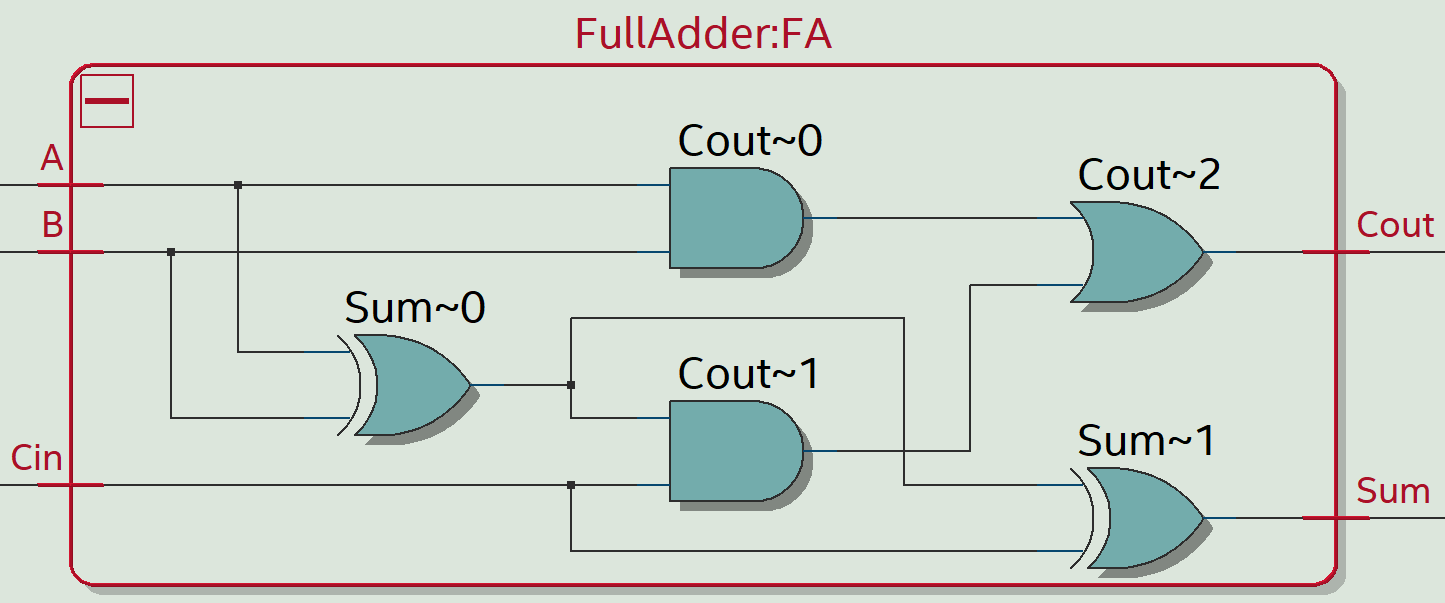 FullAdder:FA
A
Cout~0
Cout~2
B
Cout
Sum~0
Cout~1
Sum~1
Cin
Sum